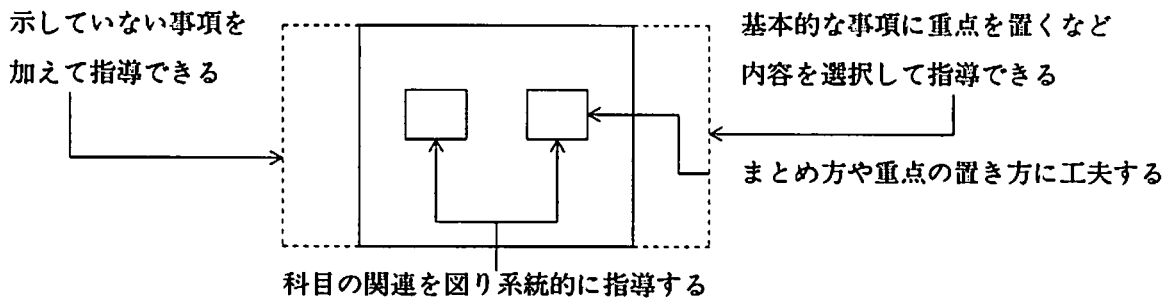 示していない事項を
加えて指導できる
基本的な事項に重点を置くなど
内容を選択して指導できる
まとめ方や重点の置き方に工夫する
科目の関連を図り系統的に指導する